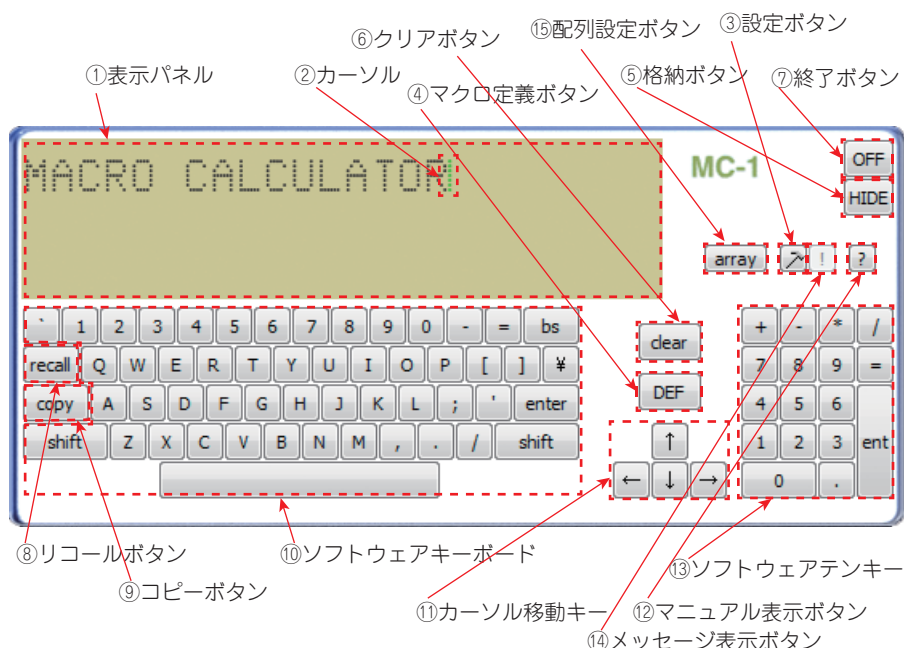 ⑥クリアボタン
⑮配列設定ボタン
③設定ボタン
①表示パネル
②カーソル
④マクロ定義ボタン
⑤格納ボタン
⑦終了ボタン
MACRO CALCULATOR
MC-1
OFF
HIDE
array
!
?
` 1 2 3 4 5 6 7 8 9 0 - = bs
recall Q W E R T Y U I O P [ ] ¥
copy A S D F G H J K L ; ' enter
shift Z X C V B N M , . / shift
clear
DEF
↑
← ↓ →
+ - * /
7 8 9 =
4 5 6
1 2 3 ent
0 .
⑧リコールボタン
⑩ソフトウェアキーボード
⑨コピーボタン
⑬ソフトウェアテンキー
⑪カーソル移動キー
⑫マニュアル表示ボタン
⑭メッセージ表示ボタン